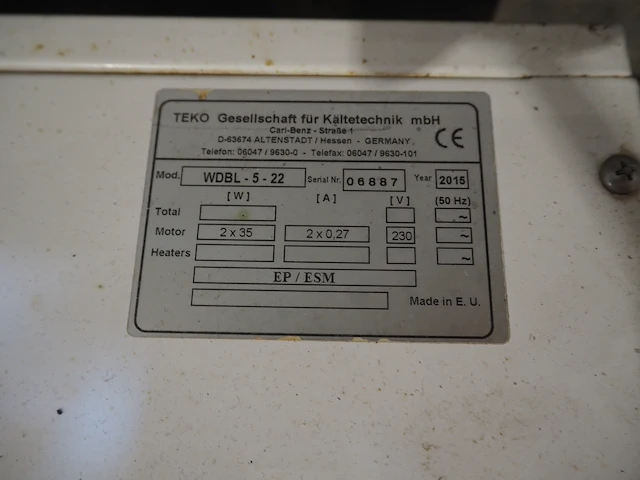 TEKO Gesellschaft für Kältetechnik mbH
Carl-Benz - Straße 1
D-63674 ALTENSTADT / Hessen - GERMANY
Telefon: 06047 / 9630-0 - Telefax: 06047 / 9630-101
CE
Mod. WDBL - 5 - 22 Serial Nr. 06887 Year 2015
[ W ] [ A ] [ V ] (50 Hz)
Total ~
Motor 2 x 35 2 x 0,27 230 ~
Heaters ~
EP / ESM
Made in E. U.